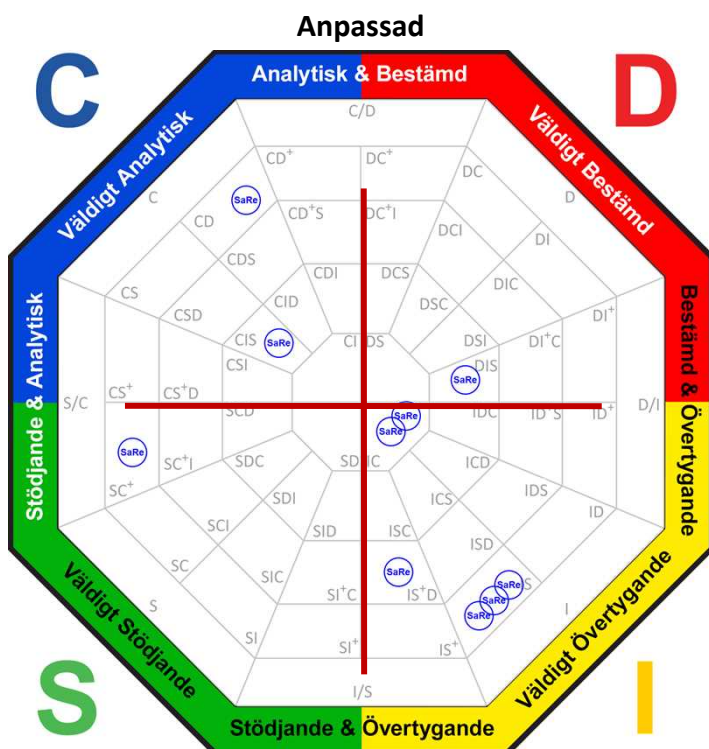 Anpassad
C
D
Analytisk & Bestämd
Väldigt Analytisk
Väldigt Bestämd
C/D
CD+
DC+
C
DC
D
CD
SaRe
CD+S
DC+I
DCI
DI
CDS
CDI
DCS
DIC
CS
CSD
CID
DSC
DI+
CIS
SaRe
CI
DS
DSI
DI+C
CSI
DIS
SaRe
Stödjande & Analytisk
Bestämd & Övertygande
S/C
CS+
CS+D
SCD
SaRe
IDC
ID+S
ID+
D/I
SaRe
SaRe
SC+
SC+I
SDC
SD
IC
ICD
SDI
ICS
IDS
ID
SCI
SID
ISC
ISD
SC
SIC
SaRe
SaRe
S
S
SI+C
IS+D
SaRe
I
SaRe
SI
SI+
IS+
Väldigt Stödjande
Väldigt Övertygande
I/S
S
I
Stödjande & Övertygande